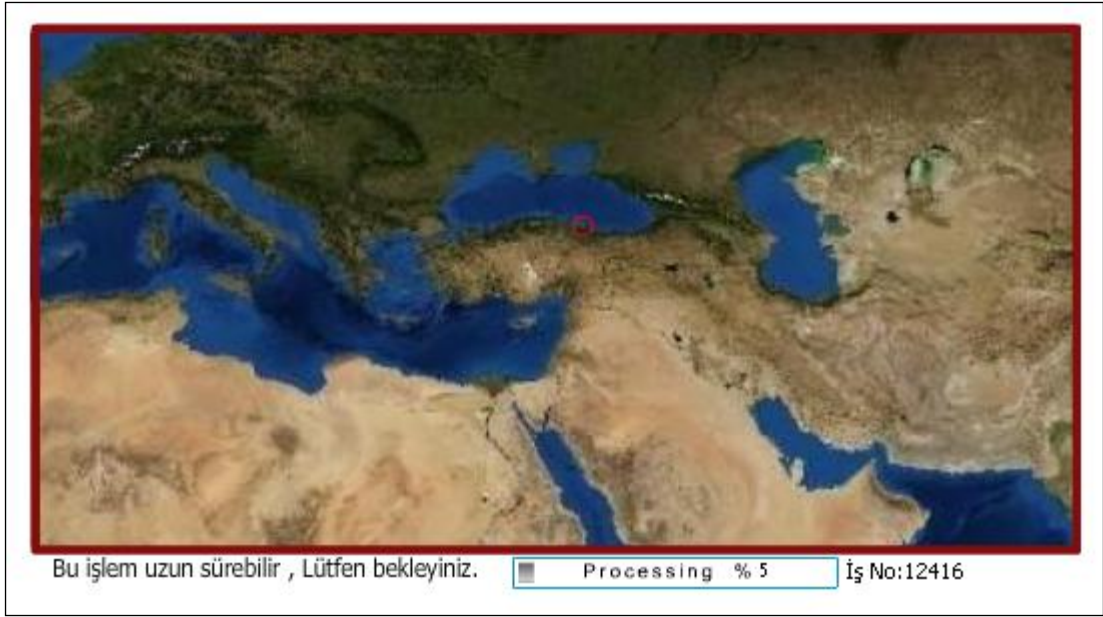 Bu işlem uzun sürebilir , Lütfen bekleyiniz. Processing % 5 İş No:12416